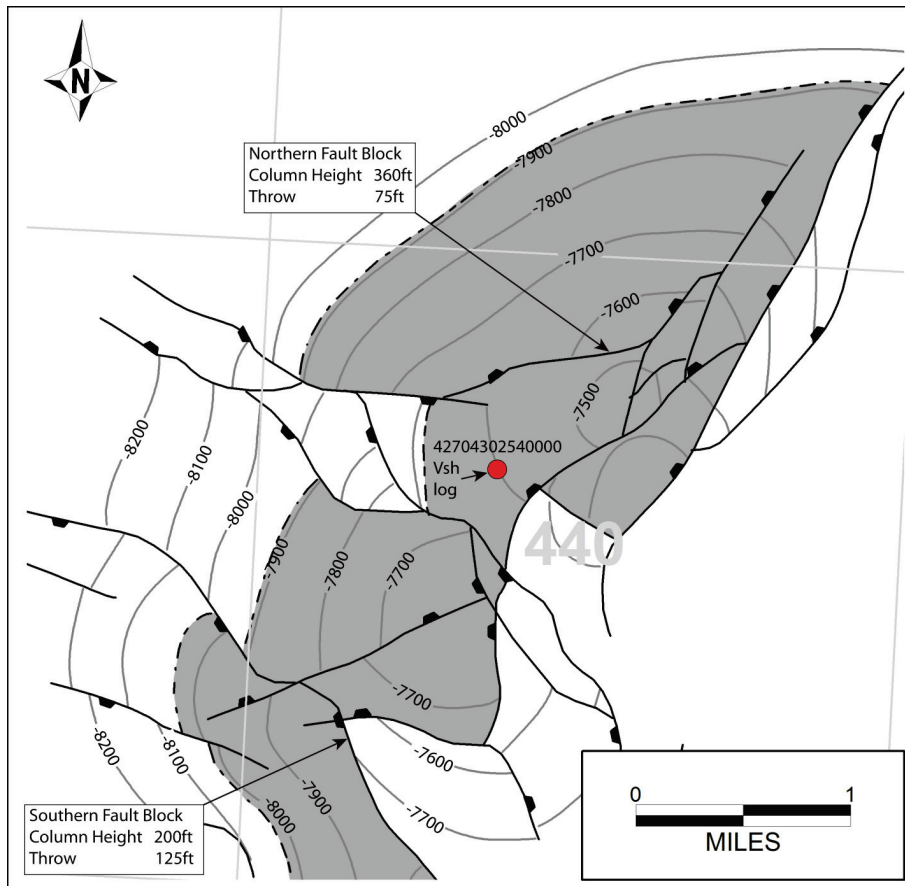 N
-8000
-7900
Northern Fault Block
Column Height 360ft
Throw 75ft
-7800
-7700
-7600
-7500
-8200
-8100
-8000
42704302540000
Vsh
log
440
-7900
-7800
-7700
-7700
-7600
-7700
-8200
-8100
-7900
-8000
Southern Fault Block
Column Height 200ft
Throw 125ft
0 1
MILES